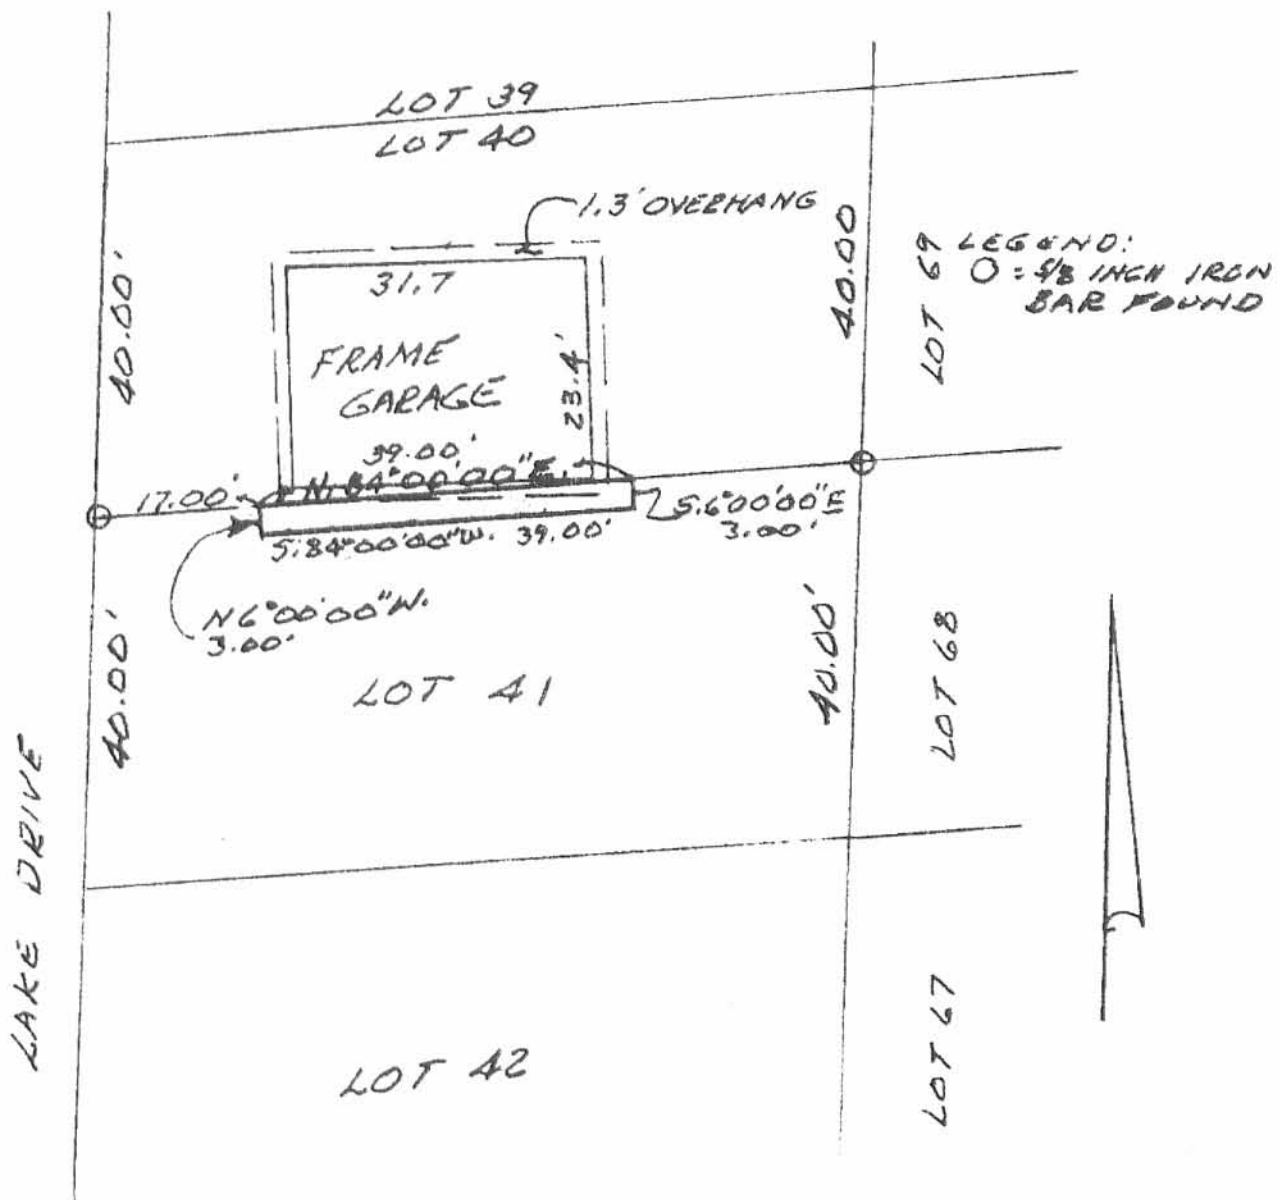 LOT 39
LOT 40
1.3' OVERHANG
40.00'
31.7
40.00
LOT 69
LEGEND:
O = 5/8 INCH IRON
BAR FOUND
FRAME
GARAGE
23.4'
39.00'
N. 84°00'00"E.
17.00'
S.6°00'00"E
3.00'
S.84°00'00"W. 39.00'
N6°00'00"W.
3.00'
40.00'
LOT 41
40.00'
LOT 68
LAKE DRIVE
LOT 42
LOT 67